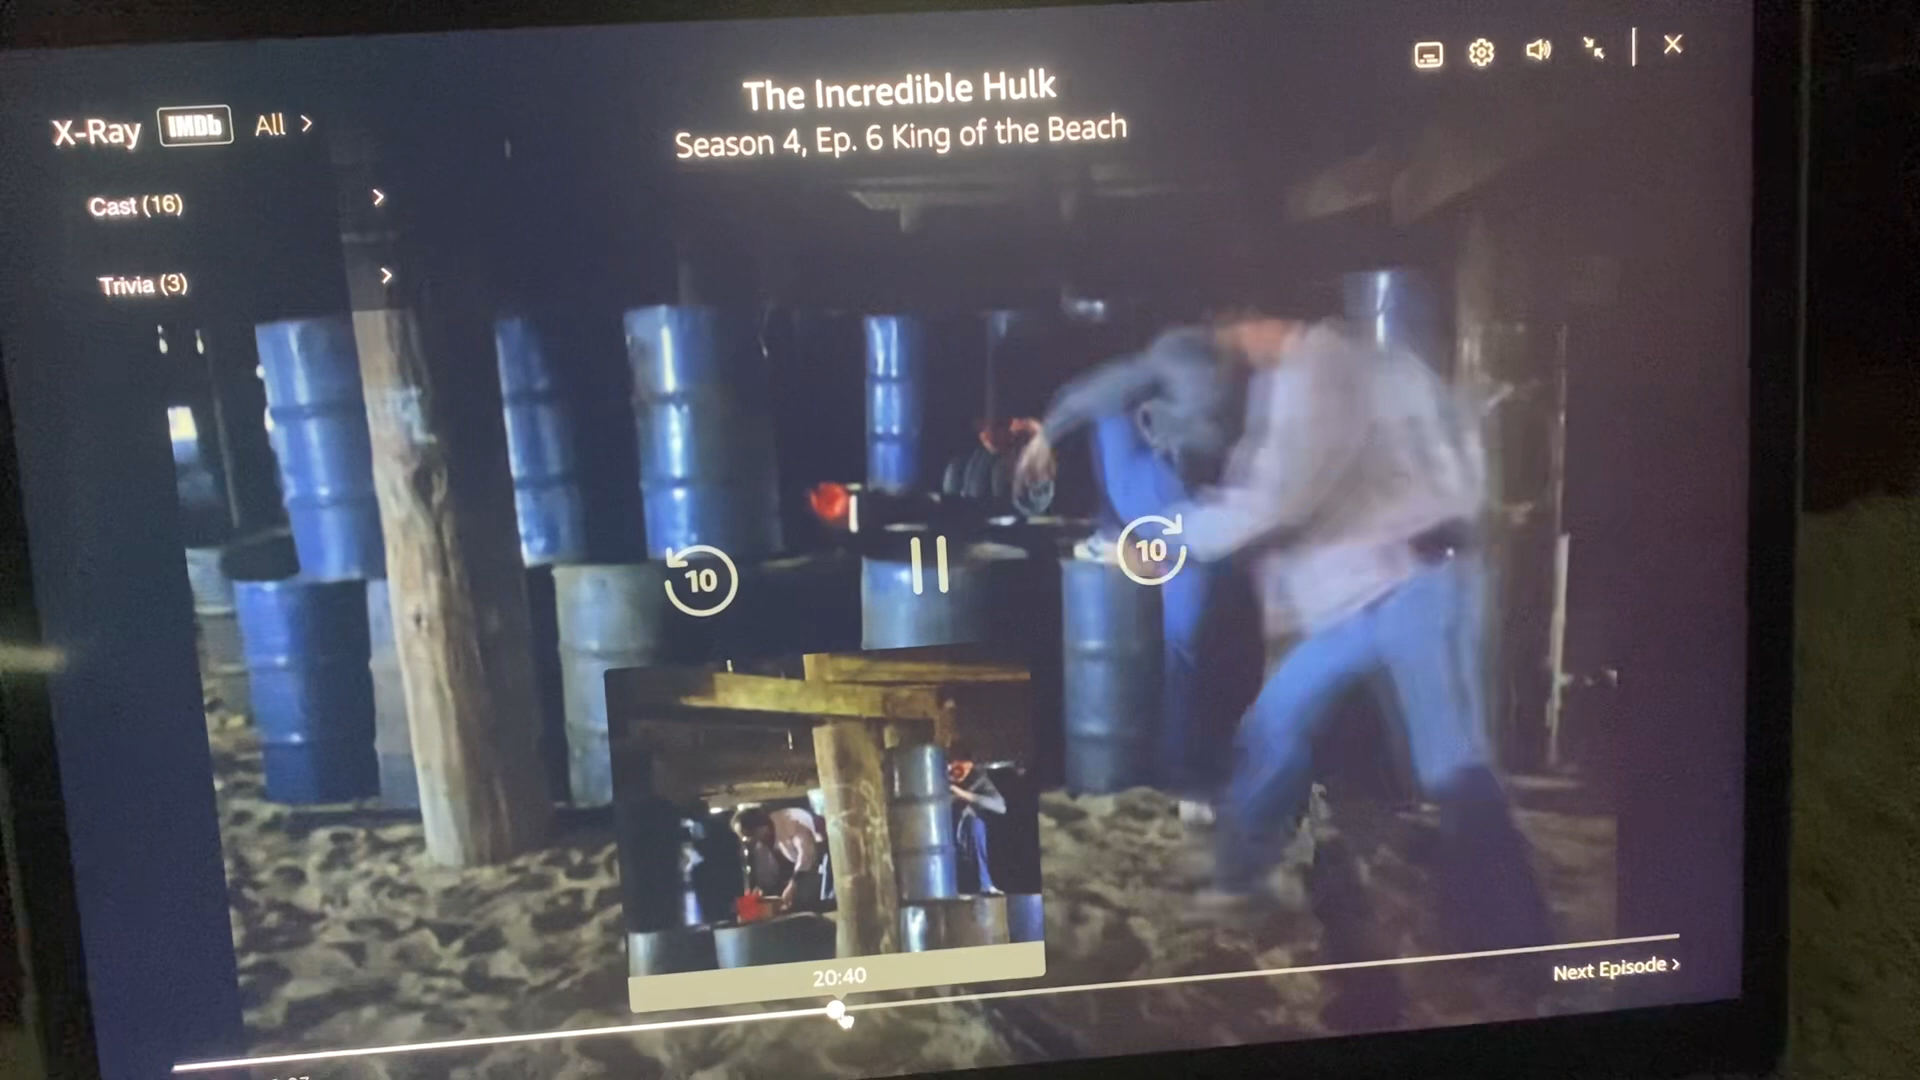 The Incredible Hulk
Season 4, Ep. 6 King of the Beach
X-Ray IMDb All >
Cast (16) >
Trivia (3) >
10
10
20:40
Next Episode >